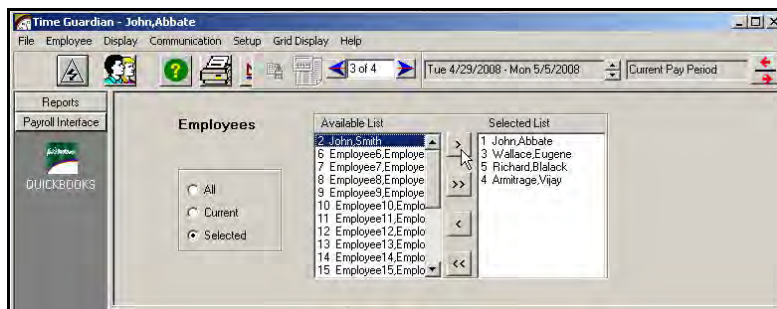 Time Guardian - John,Abbate
File Employee Display Communication Setup Grid Display Help
3 of 4 Tue 4/29/2008 - Mon 5/5/2008 Current Pay Period
Reports
Payroll Interface
QUICKBOOKS
Employees
All
Current
Selected
Available List
2 John,Smith
6 Employee6,Employe
7 Employee7,Employe
8 Employee8,Employe
9 Employee9,Employe
10 Employee10,Emplo
11 Employee11,Emplo
12 Employee12,Emplo
13 Employee13,Emplo
14 Employee14,Emplo
15 Employee15,Emplo
>
>>
<
<<
Selected List
1 John,Abbate
3 Wallace,Eugene
5 Richard,Blalack
4 Armitrage,Vijay